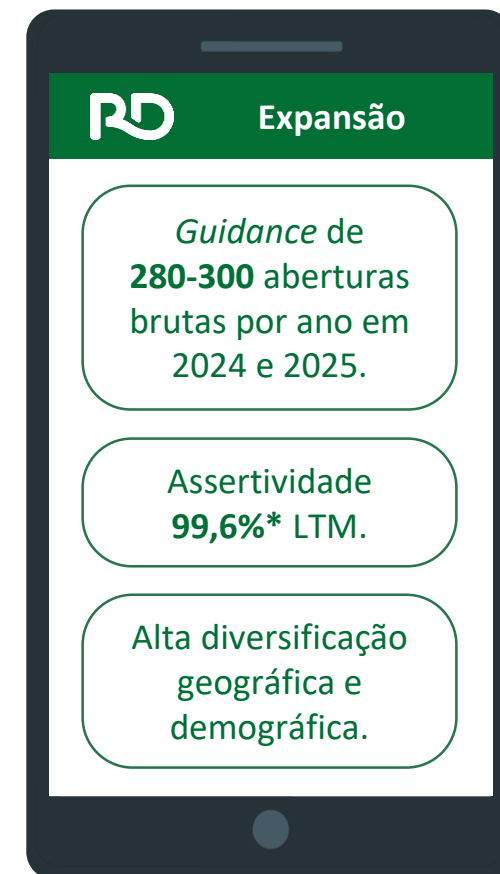 RD
Expansão
Guidance de
280-300 aberturas
brutas por ano em
2024 e 2025.
Assertividade
99,6%* LTM.
Alta diversificação
geográfica e
demográfica.